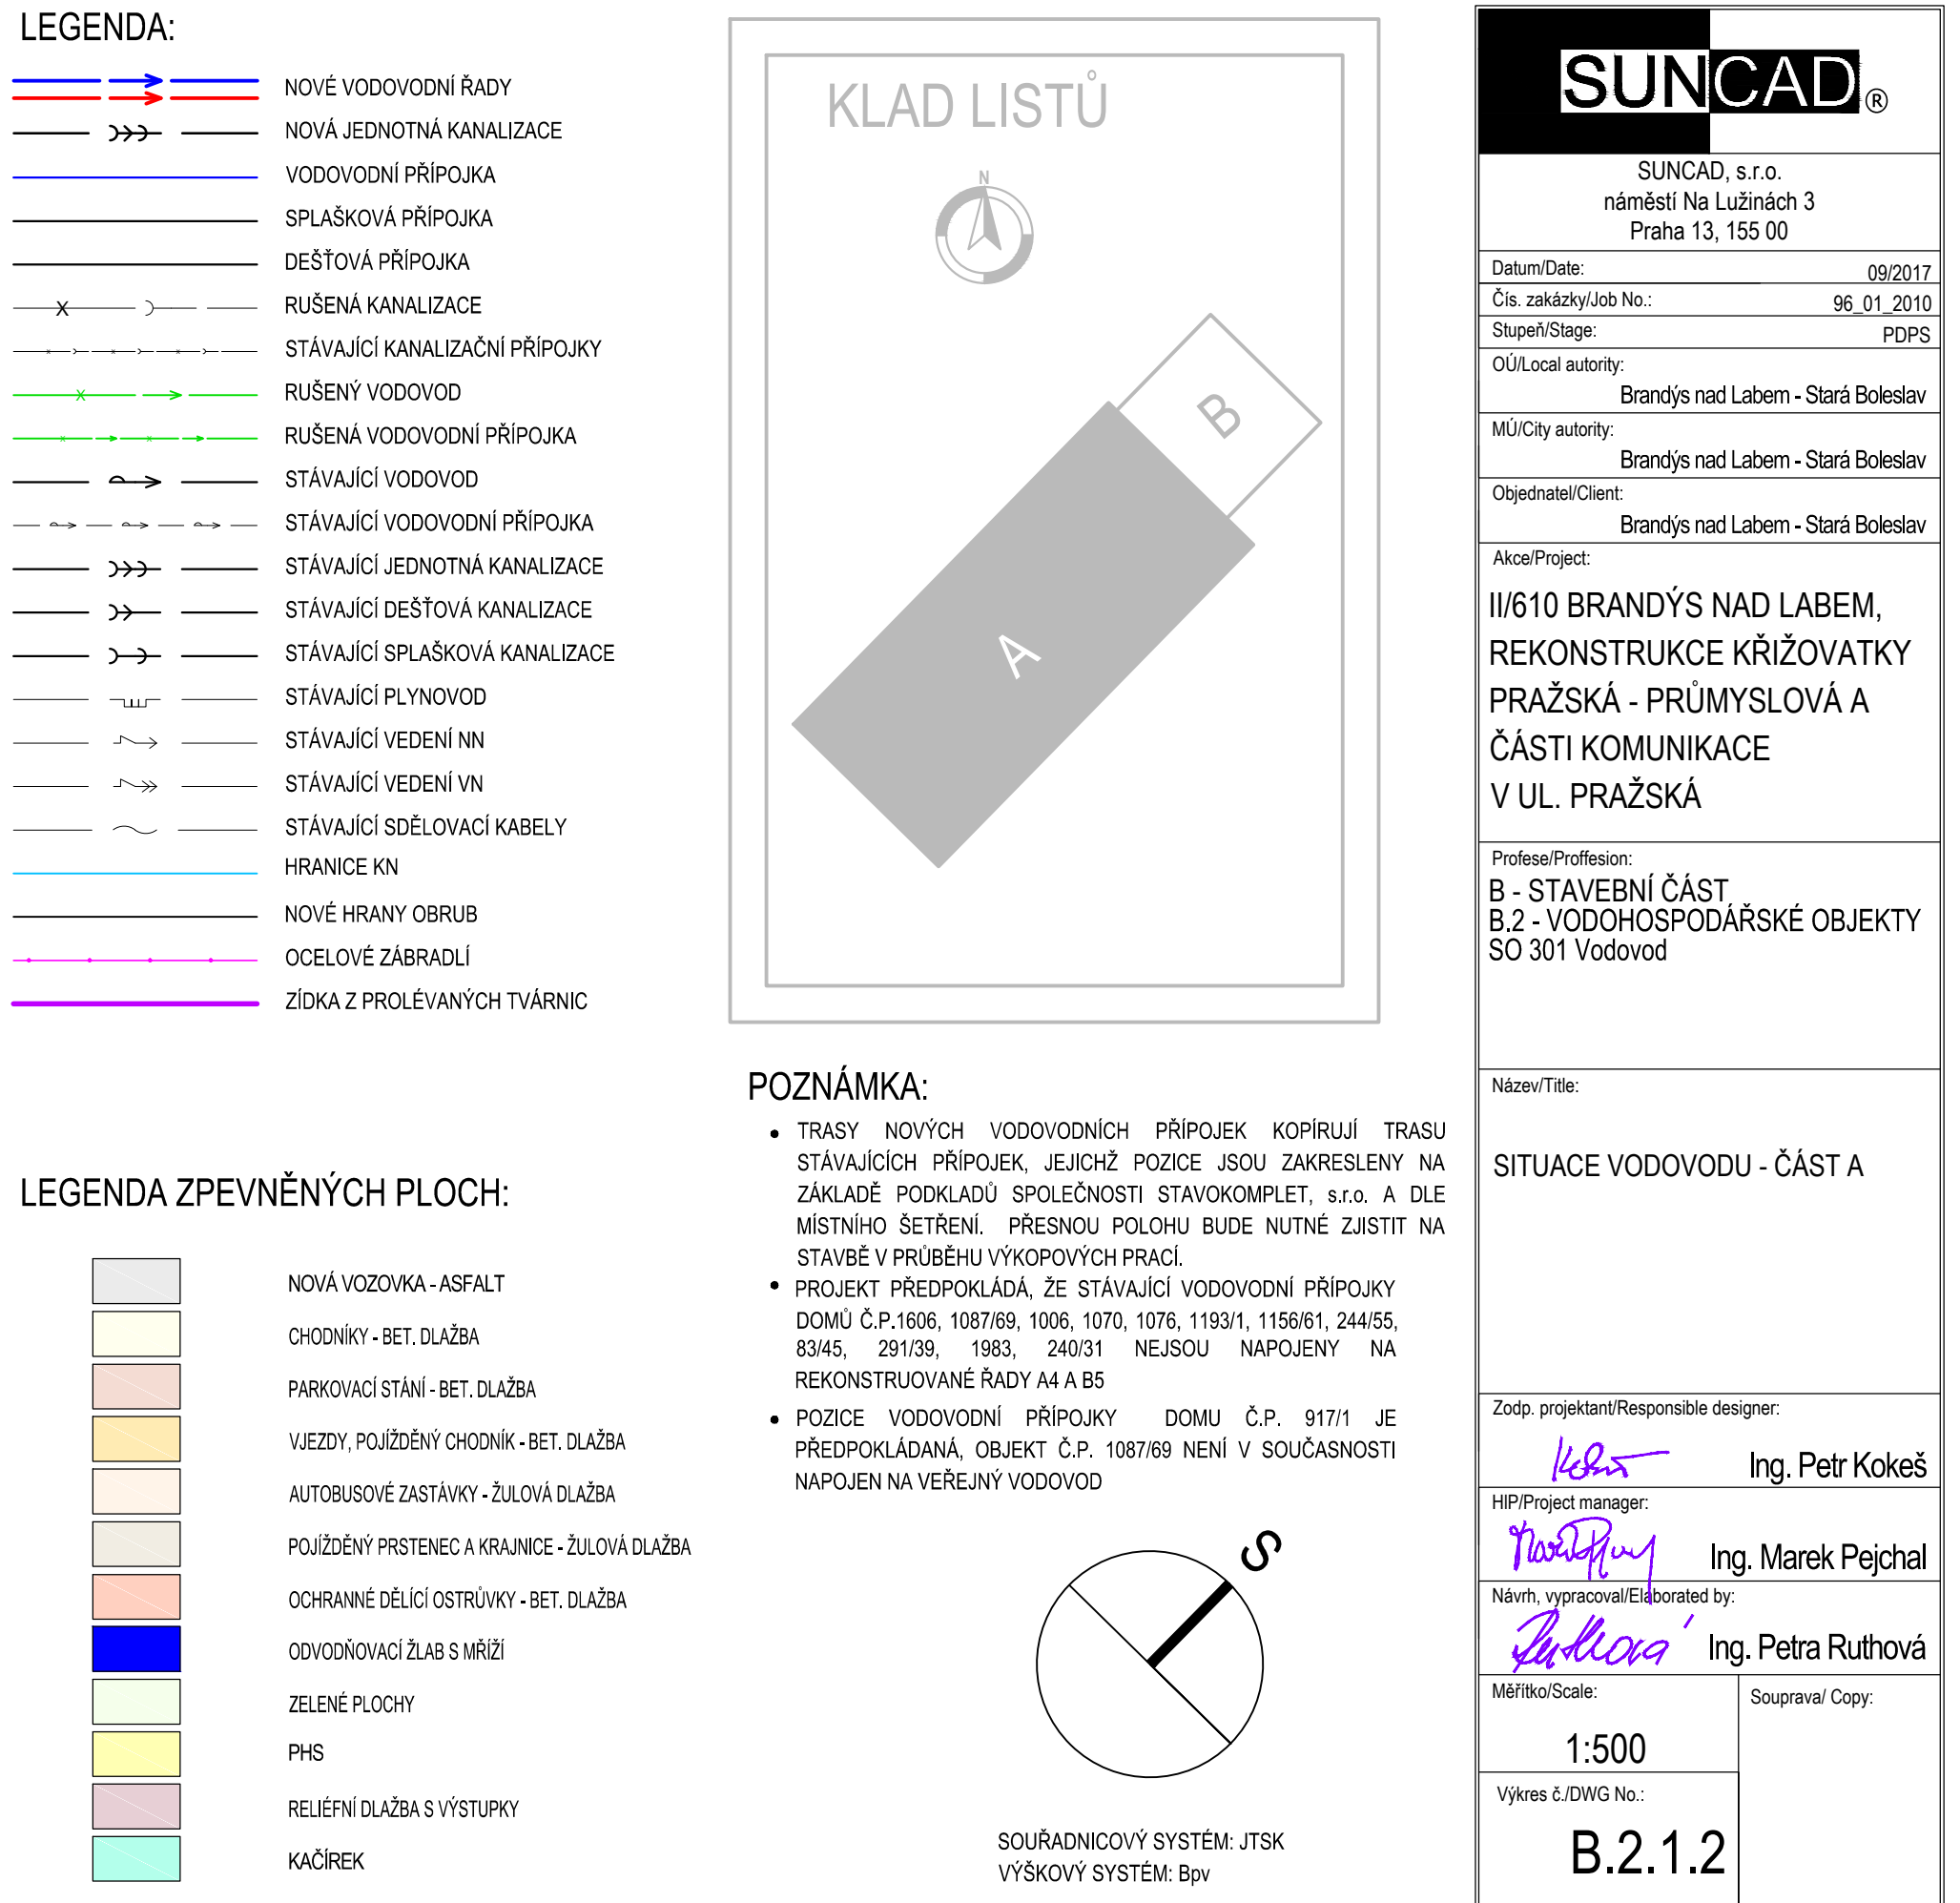 LEGENDA:
NOVÉ VODOVODNÍ ŘADY
NOVÁ JEDNOTNÁ KANALIZACE
VODOVODNÍ PŘÍPOJKA
SPLAŠKOVÁ PŘÍPOJKA
DEŠŤOVÁ PŘÍPOJKA
RUŠENÁ KANALIZACE
STÁVAJÍCÍ KANALIZAČNÍ PŘÍPOJKY
RUŠENÝ VODOVOD
RUŠENÁ VODOVODNÍ PŘÍPOJKA
STÁVAJÍCÍ VODOVOD
STÁVAJÍCÍ VODOVODNÍ PŘÍPOJKA
STÁVAJÍCÍ JEDNOTNÁ KANALIZACE
STÁVAJÍCÍ DEŠŤOVÁ KANALIZACE
STÁVAJÍCÍ SPLAŠKOVÁ KANALIZACE
STÁVAJÍCÍ PLYNOVOD
STÁVAJÍCÍ VEDENÍ NN
STÁVAJÍCÍ VEDENÍ VN
STÁVAJÍCÍ SDĚLOVACÍ KABELY
HRANICE KN
NOVÉ HRANY OBRUB
OCELOVÉ ZÁBRADLÍ
ZÍDKA Z PROLÉVANÝCH TVÁRNIC
LEGENDA ZPEVNĚNÝCH PLOCH:
NOVÁ VOZOVKA - ASFALT
CHODNÍKY - BET. DLAŽBA
PARKOVACÍ STÁNÍ - BET. DLAŽBA
VJEZDY, POJÍŽDĚNÝ CHODNÍK - BET. DLAŽBA
AUTOBUSOVÉ ZASTÁVKY - ŽULOVÁ DLAŽBA
POJÍŽDĚNÝ PRSTENEC A KRAJNICE - ŽULOVÁ DLAŽBA
OCHRANNÉ DĚLÍCÍ OSTRŮVKY - BET. DLAŽBA
ODVODŇOVACÍ ŽLAB S MŘÍŽÍ
ZELENÉ PLOCHY
PHS
RELIÉFNÍ DLAŽBA S VÝSTUPKY
KAČÍREK
KLAD LISTŮ
N
B
A
POZNÁMKA:
• TRASY NOVÝCH VODOVODNÍCH PŘÍPOJEK KOPÍRUJÍ TRASU
STÁVAJÍCÍCH PŘÍPOJEK, JEJICHŽ POZICE JSOU ZAKRESLENY NA
ZÁKLADĚ PODKLADŮ SPOLEČNOSTI STAVOKOMPLET, s.r.o. A DLE
MÍSTNÍHO ŠETŘENÍ. PŘESNOU POLOHU BUDE NUTNÉ ZJISTIT NA
STAVBĚ V PRŮBĚHU VÝKOPOVÝCH PRACÍ.
• PROJEKT PŘEDPOKLÁDÁ, ŽE STÁVAJÍCÍ VODOVODNÍ PŘÍPOJKY
DOMŮ Č.P.1606, 1087/69, 1006, 1070, 1076, 1193/1, 1156/61, 244/55,
83/45, 291/39, 1983, 240/31 NEJSOU NAPOJENY NA
REKONSTRUOVANÉ ŘADY A4 A B5
• POZICE VODOVODNÍ PŘÍPOJKY DOMU Č.P. 917/1 JE
PŘEDPOKLÁDANÁ, OBJEKT Č.P. 1087/69 NENÍ V SOUČASNOSTI
NAPOJEN NA VEŘEJNÝ VODOVOD
S
SOUŘADNICOVÝ SYSTÉM: JTSK
VÝŠKOVÝ SYSTÉM: Bpv
SUNCAD®
SUNCAD, s.r.o.
náměstí Na Lužinách 3
Praha 13, 155 00
Datum/Date: 09/2017
Čís. zakázky/Job No.: 96_01_2010
Stupeň/Stage: PDPS
OÚ/Local autority:
Brandýs nad Labem - Stará Boleslav
MÚ/City autority:
Brandýs nad Labem - Stará Boleslav
Objednatel/Client:
Brandýs nad Labem - Stará Boleslav
Akce/Project:
II/610 BRANDÝS NAD LABEM,
REKONSTRUKCE KŘIŽOVATKY
PRAŽSKÁ - PRŮMYSLOVÁ A
ČÁSTI KOMUNIKACE
V UL. PRAŽSKÁ
Profese/Proffesion:
B - STAVEBNÍ ČÁST
B.2 - VODOHOSPODÁŘSKÉ OBJEKTY
SO 301 Vodovod
Název/Title:
SITUACE VODOVODU - ČÁST A
Zodp. projektant/Responsible designer:
Ing. Petr Kokeš
HIP/Project manager:
Ing. Marek Pejchal
Návrh, vypracoval/Elaborated by:
Ing. Petra Ruthová
Měřítko/Scale:
1:500
Souprava/ Copy:
Výkres č./DWG No.:
B.2.1.2